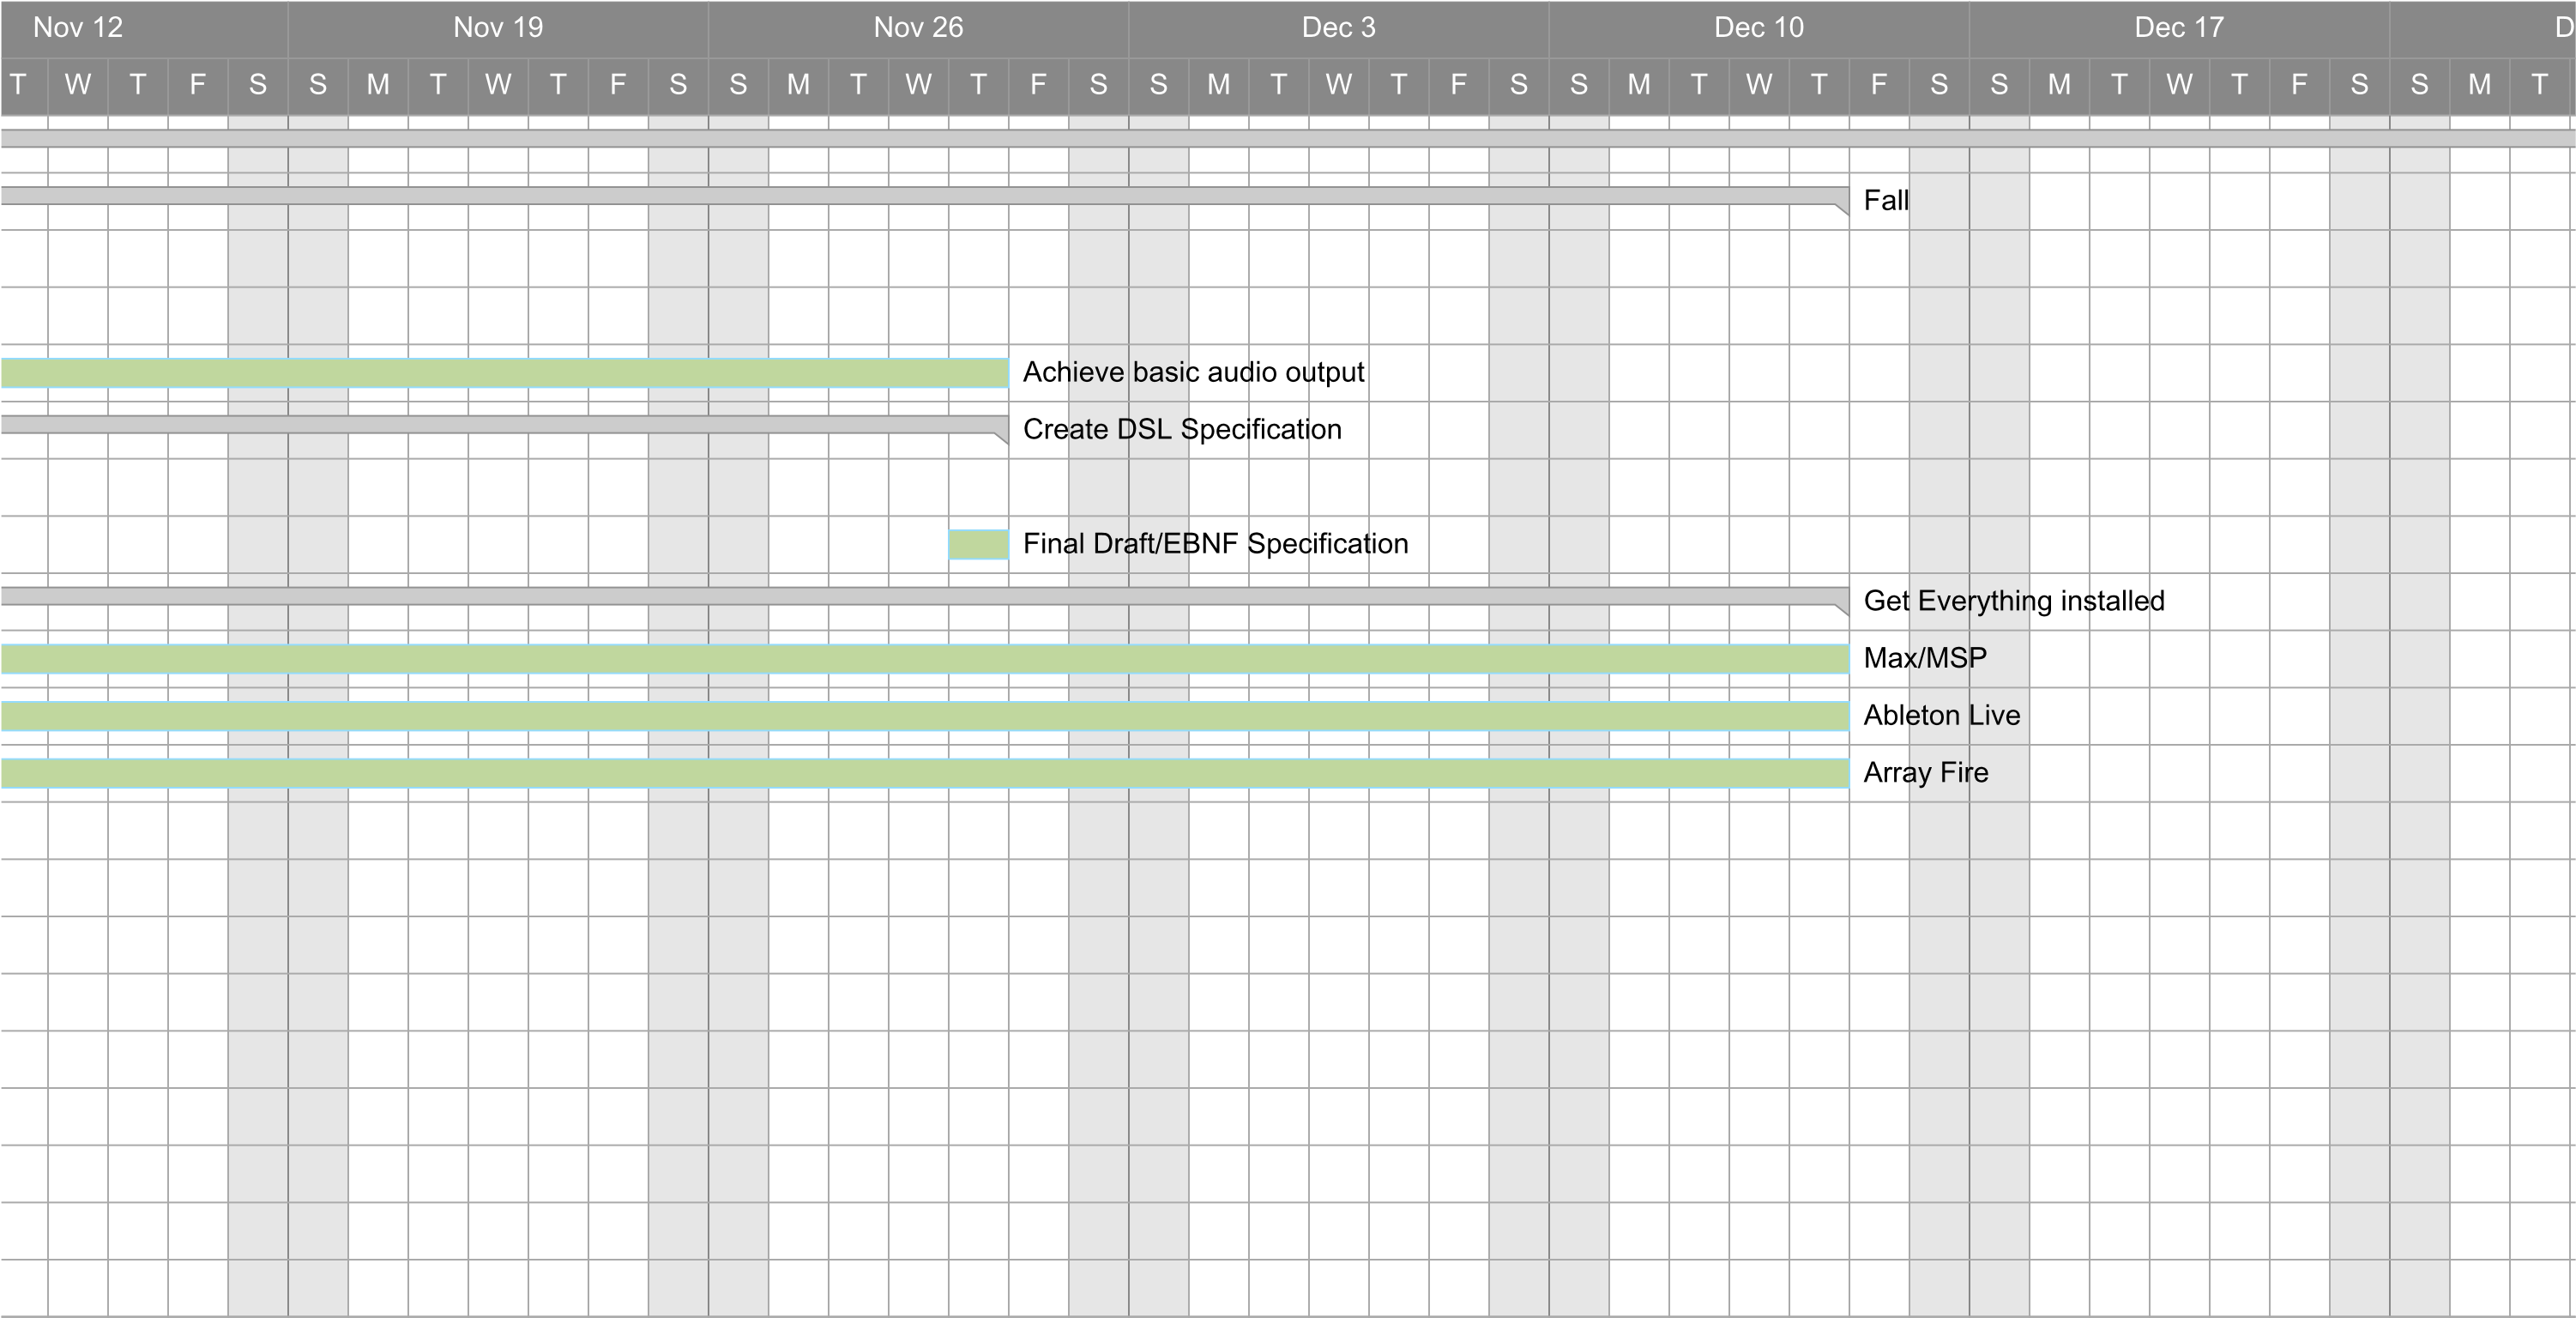 Nov 12 Nov 19 Nov 26 Dec 3 Dec 10 Dec 17 D
T W T F S S M T W T F S S M T W T F S S M T W T F S S M T W T F S S M T W T F S S M T
Fall
Achieve basic audio output
Create DSL Specification
Final Draft/EBNF Specification
Get Everything installed
Max/MSP
Ableton Live
Array Fire